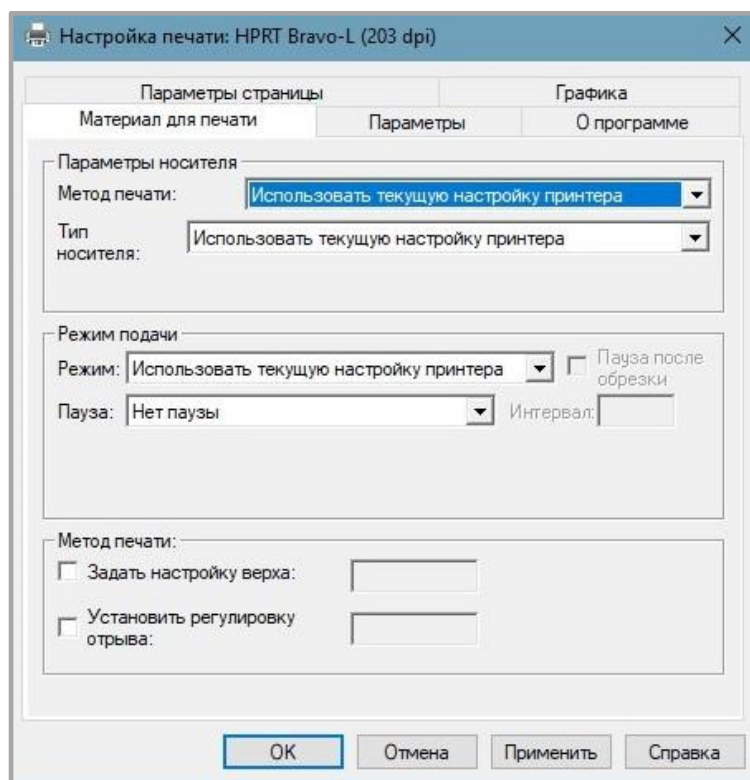 Настройка печати: HPRT Bravo-L (203 dpi)
Параметры страницы
Графика
Материал для печати
Параметры
О программе
Параметры носителя
Метод печати:
Использовать текущую настройку принтера
Тип
носителя:
Использовать текущую настройку принтера
Режим подачи
Режим:
Использовать текущую настройку принтера
Пауза после
обрезки
Пауза:
Нет паузы
Интервал:
Метод печати:
Задать настройку верха:
Установить регулировку
отрыва:
OK
Отмена
Применить
Справка